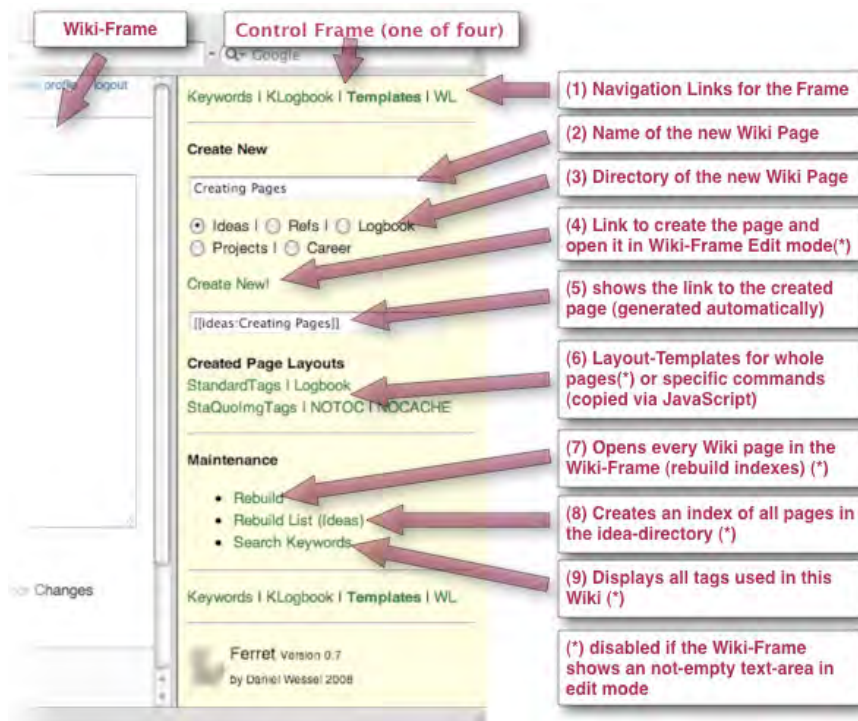 Wiki-Frame
Control Frame (one of four)
Google
profile logout
Keywords | KLogbook | Templates | WL
(1) Navigation Links for the Frame
Create New
(2) Name of the new Wiki Page
Creating Pages
(3) Directory of the new Wiki Page
Ideas | Refs | Logbook
Projects | Career
(4) Link to create the page and
open it in Wiki-Frame Edit mode(*)
Create New!
(5) shows the link to the created
page (generated automatically)
[[Ideas:Creating Pages]]
Created Page Layouts
StandardTags | Logbook
StaQuoImgTags | NOTOC | NOCACHE
(6) Layout-Templates for whole
pages(*) or specific commands
(copied via JavaScript)
Maintenance
(7) Opens every Wiki page in the
Wiki-Frame (rebuild indexes) (*)
Rebuild
Rebuild List (Ideas)
Search Keywords
(8) Creates an index of all pages in
the idea-directory (*)
(9) Displays all tags used in this
Wiki (*)
Changes
Keywords | KLogbook | Templates | WL
Ferret Version 0.7
by Daniel Wessel 2008
(*) disabled if the Wiki-Frame
shows an not-empty text-area in
edit mode